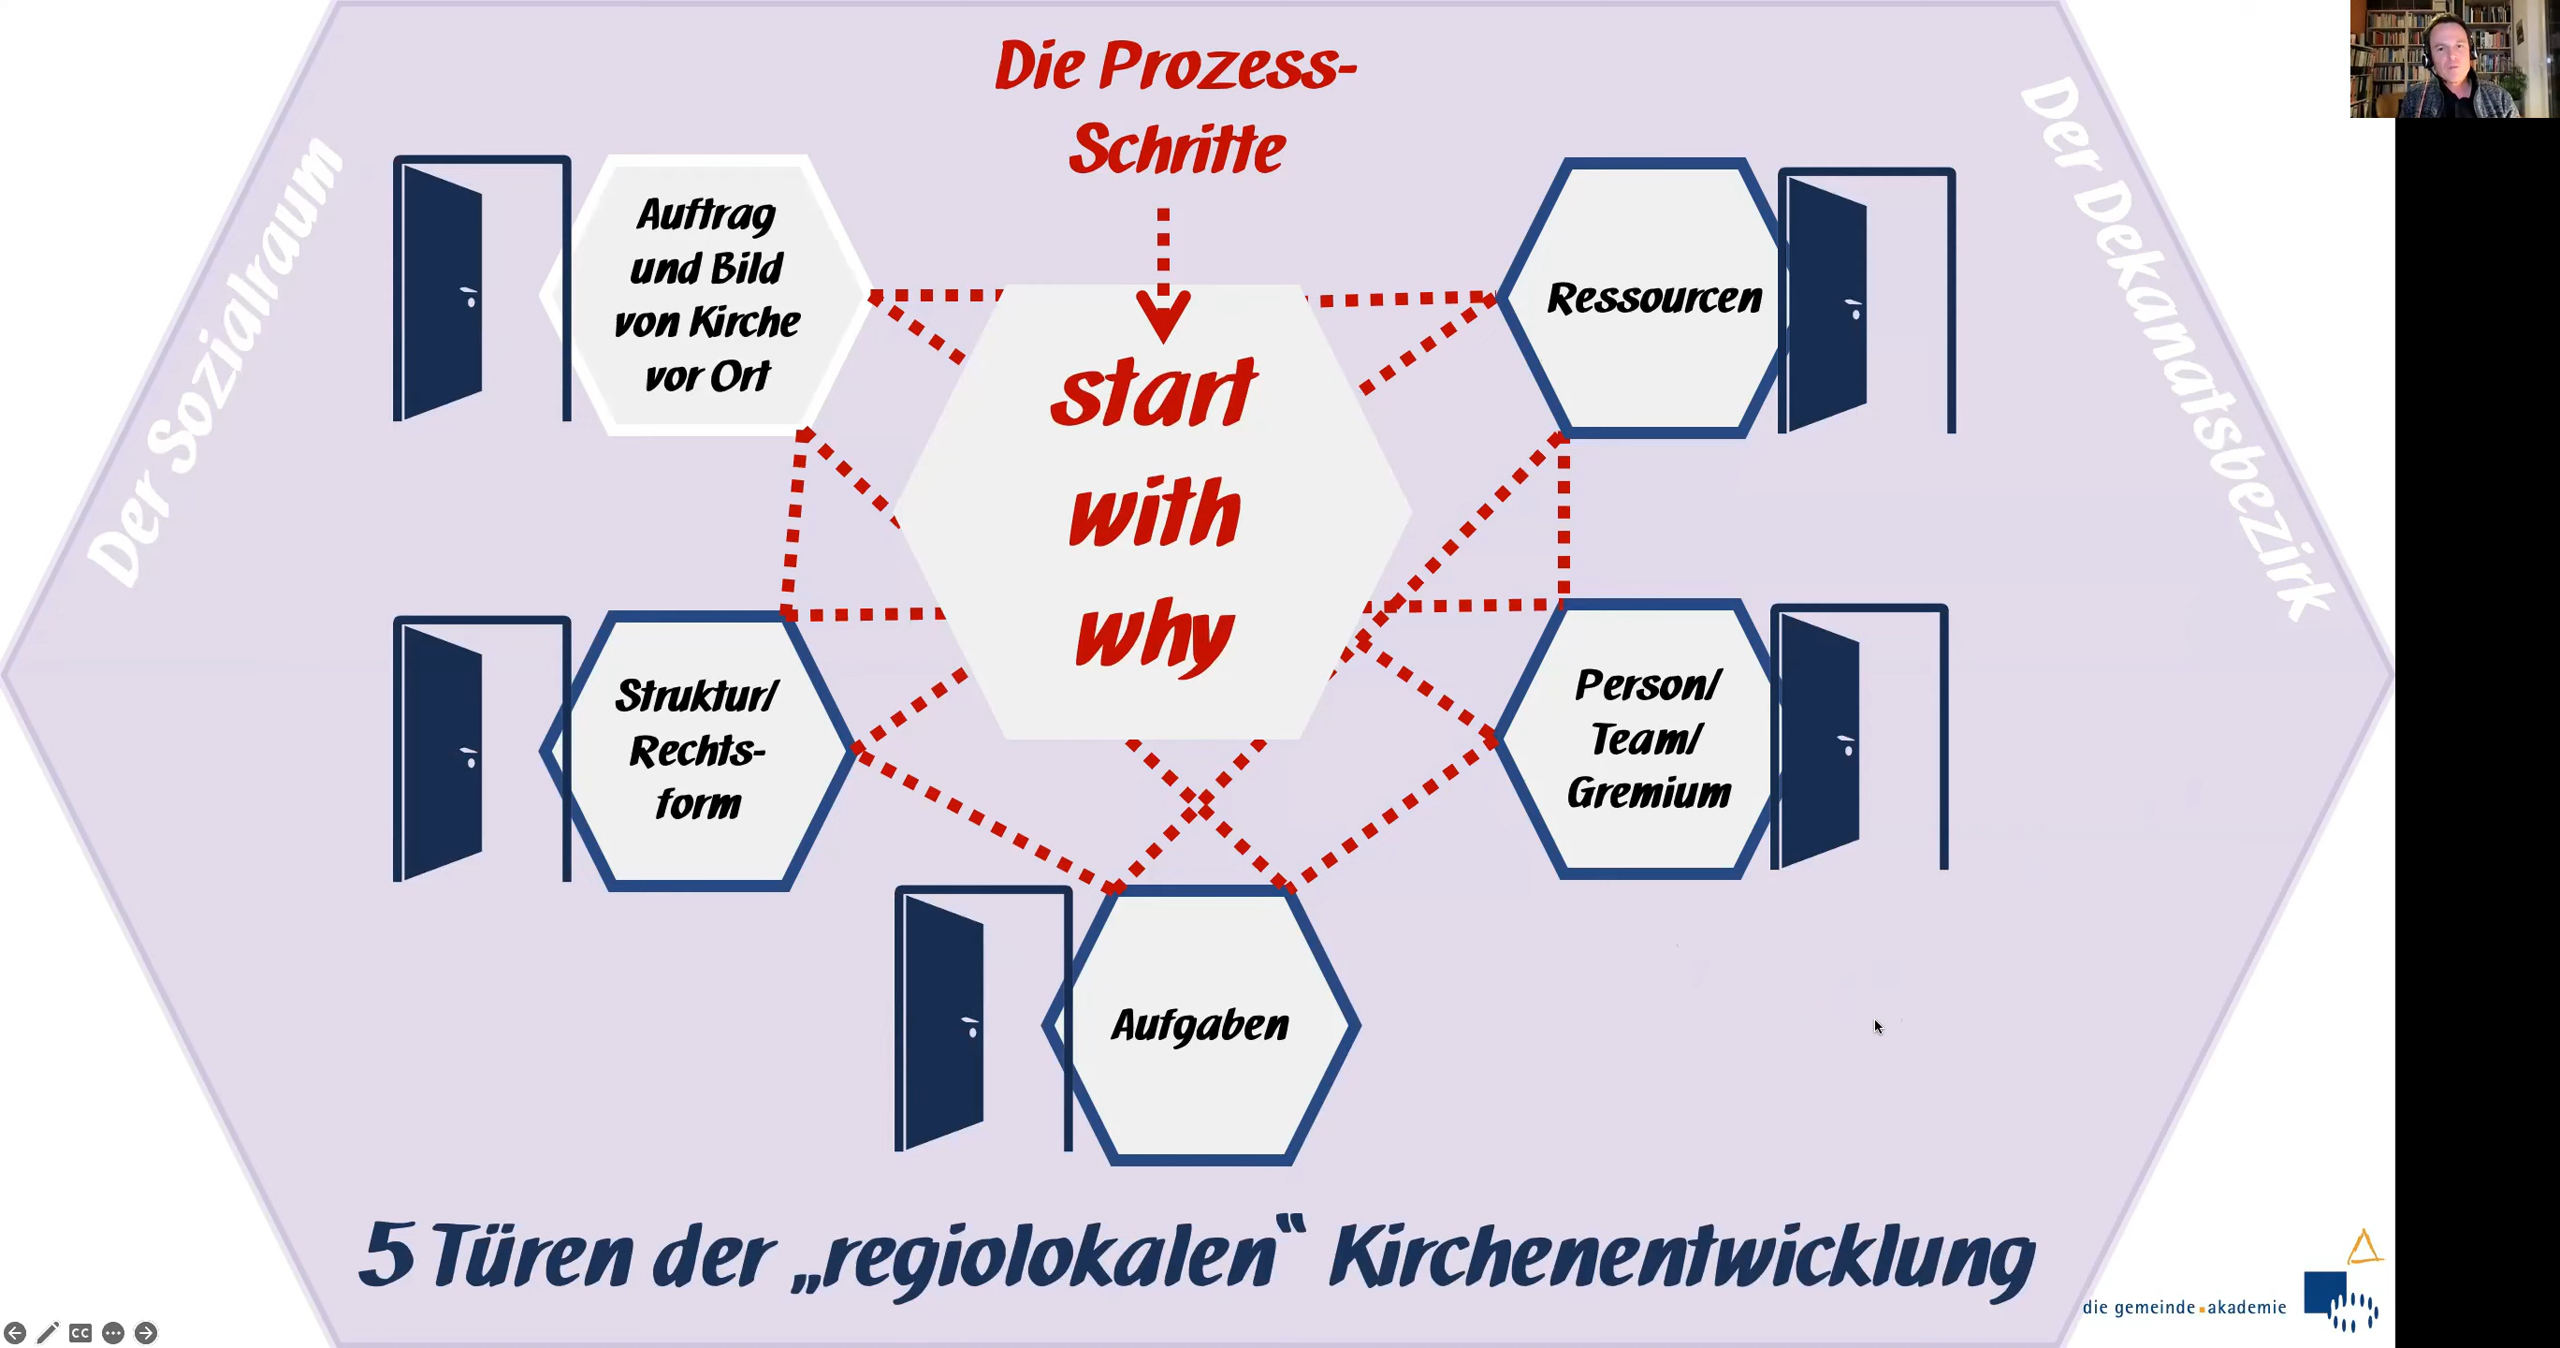 Die Prozess-
Schritte
Der Sozialraum
Der Dekanatsbezirk
Auftrag
und Bild
von Kirche
vor Ort
Ressourcen
start
with
why
Struktur/
Rechts-
form
Person/
Team/
Gremium
Aufgaben
5 Türen der „regiolokalen“ Kirchenentwicklung
die gemeinde akademie
CC